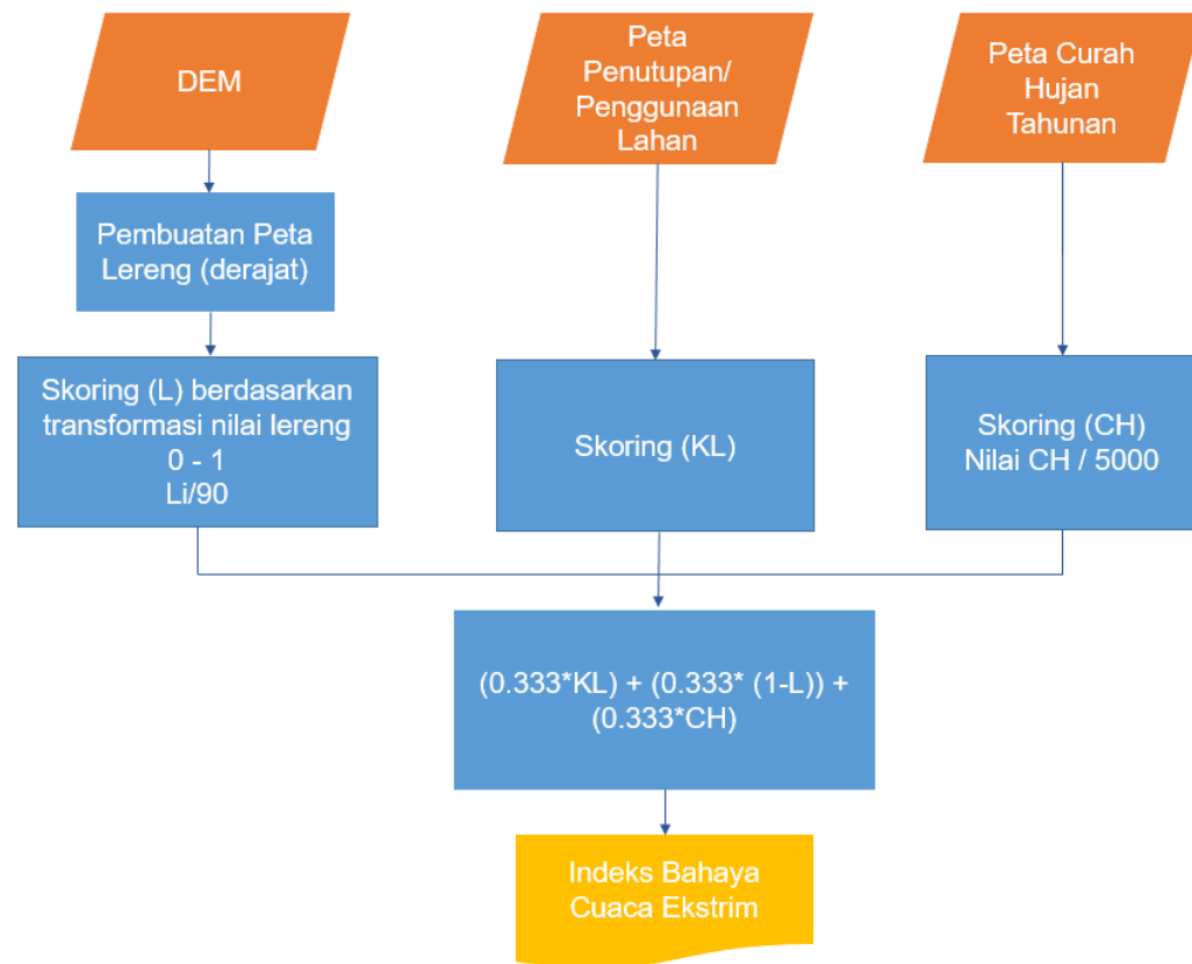 DEM
Peta
Penutupan/
Penggunaan
Lahan
Peta Curah
Hujan
Tahunan
Pembuatan Peta
Lereng (derajat)
Skoring (L) berdasarkan
transformasi nilai lereng
0 - 1
Li/90
Skoring (KL)
Skoring (CH)
Nilai CH / 5000
(0.333*KL) + (0.333* (1-L)) +
(0.333*CH)
Indeks Bahaya
Cuaca Ekstrim